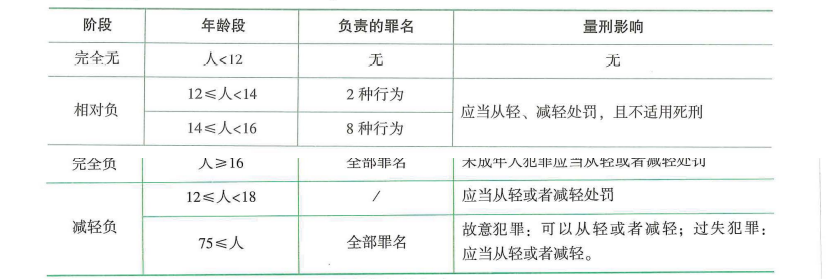 阶段 年龄段 负责的罪名 量刑影响
完全无 人<12 无 无
相对负 12≤人<14 2种行为 应当从轻、减轻处罚，且不适用死刑
14≤人<16 8种行为
完全负 人≥16 全部罪名 未成年人犯罪应当从轻或者减轻处罚
减轻负 12≤人<18 / 应当从轻或者减轻处罚
75≤人 全部罪名 故意犯罪：可以从轻或者减轻；过失犯罪：
应当从轻或者减轻。